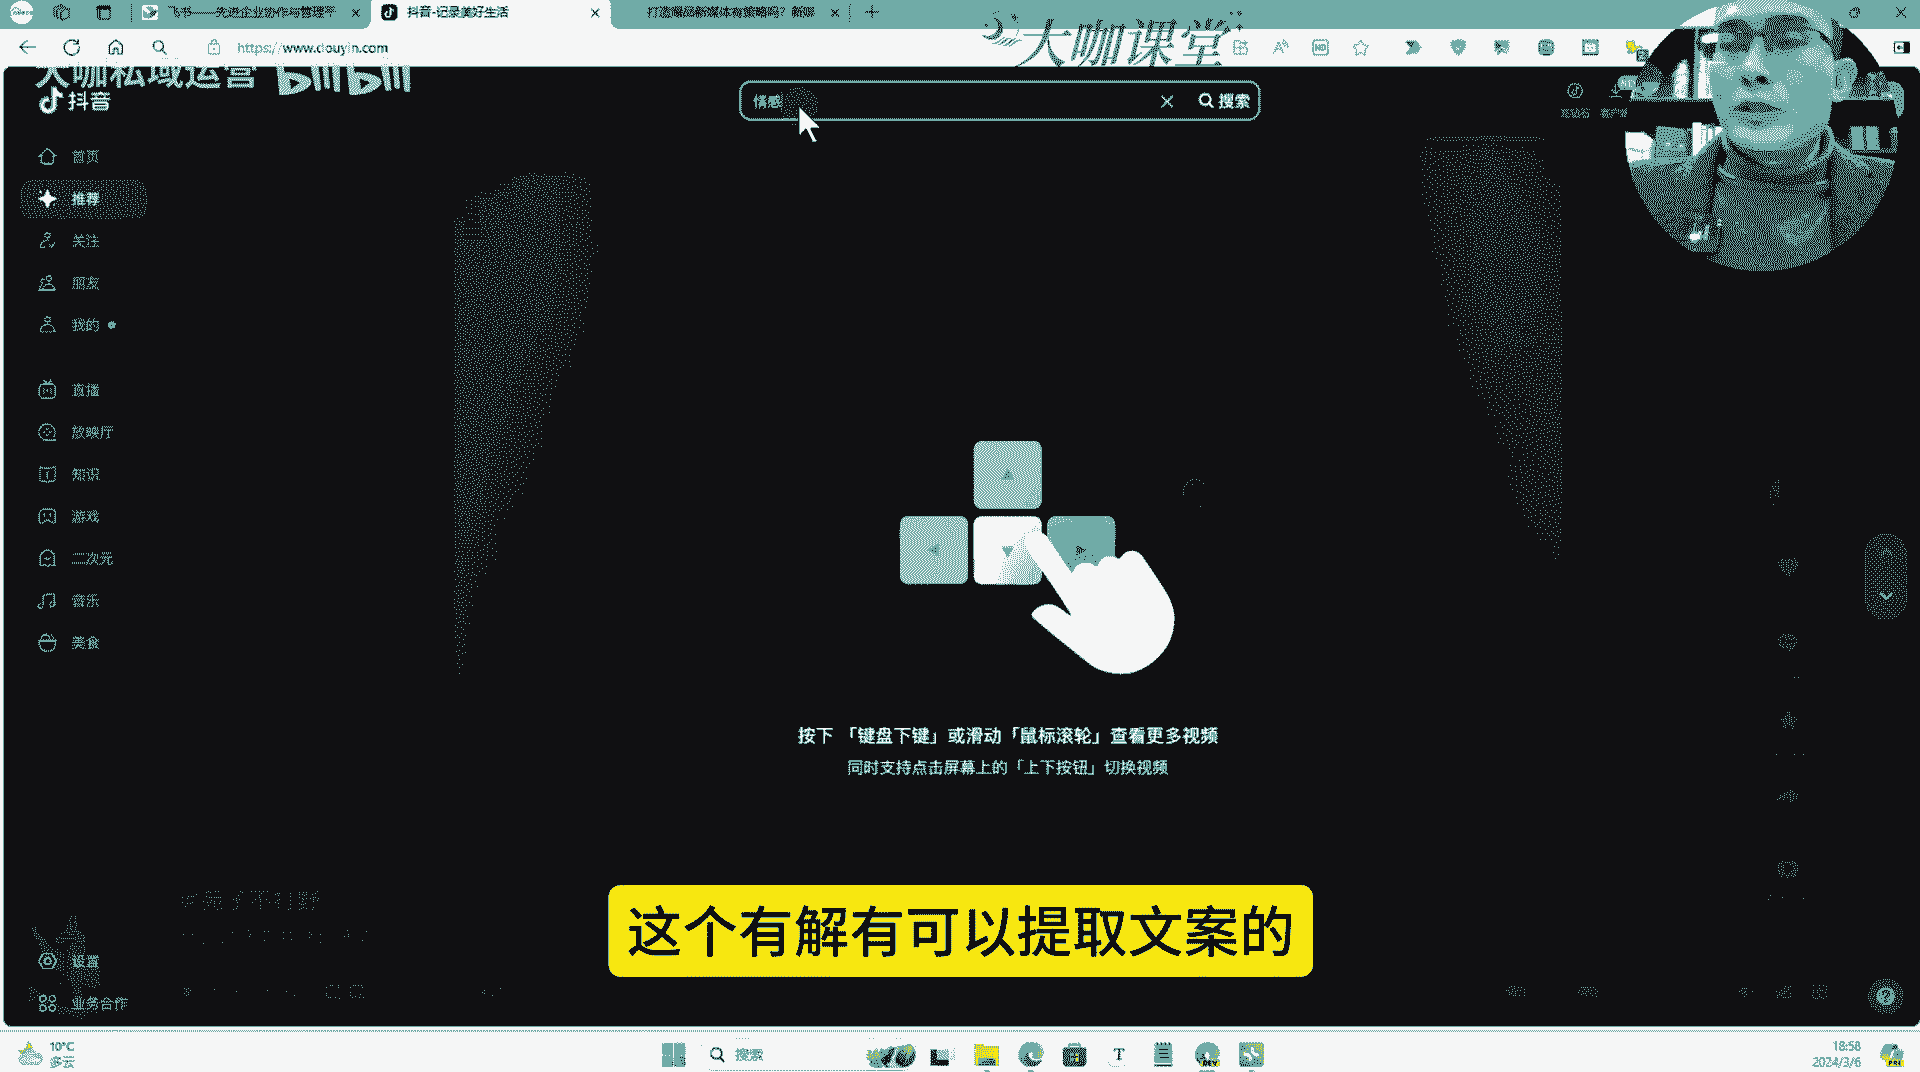 飞书——先进企业协作与管理平
抖音-记录美好生活
打造爆品新媒体有策略吗？新媒
https://www.douyin.com
大咖课堂
大咖私域运营 bilibili
抖音
情感
搜索
首页
推荐
关注
朋友
我的
直播
放映厅
知识
游戏
二次元
音乐
美食
按下 「键盘下键」或滑动「鼠标滚轮」查看更多视频
同时支持点击屏幕上的「上下按钮」切换视频
这个有解有可以提取文案的
设置
业务合作
10°C
多云
搜索
18:58
2024/3/6